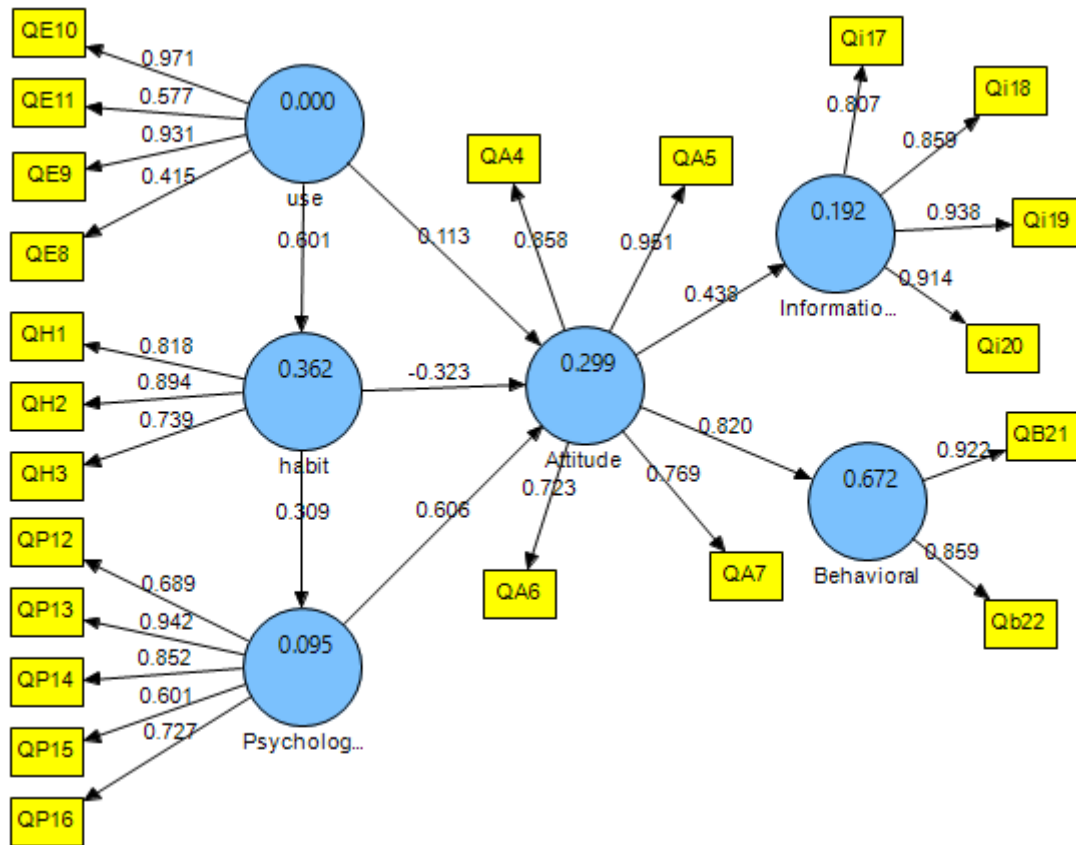 QE10
0.971
QE11
0.577
QE9
0.931
QE8
0.415
0.000
use
0.601
0.113
QH1
0.818
QH2
0.894
QH3
0.739
0.362
habit
-0.323
0.309
QP12
0.689
QP13
0.942
QP14
0.852
QP15
0.601
QP16
0.727
0.095
Psycholog...
0.606
QA4
0.858
QA5
0.951
0.299
Attitude
QA6
0.723
QA7
0.769
0.438
0.820
Qi17
0.807
Qi18
0.859
Qi19
0.938
Qi20
0.914
0.192
Informatio...
0.672
Behavioral
QB21
0.922
Qb22
0.859